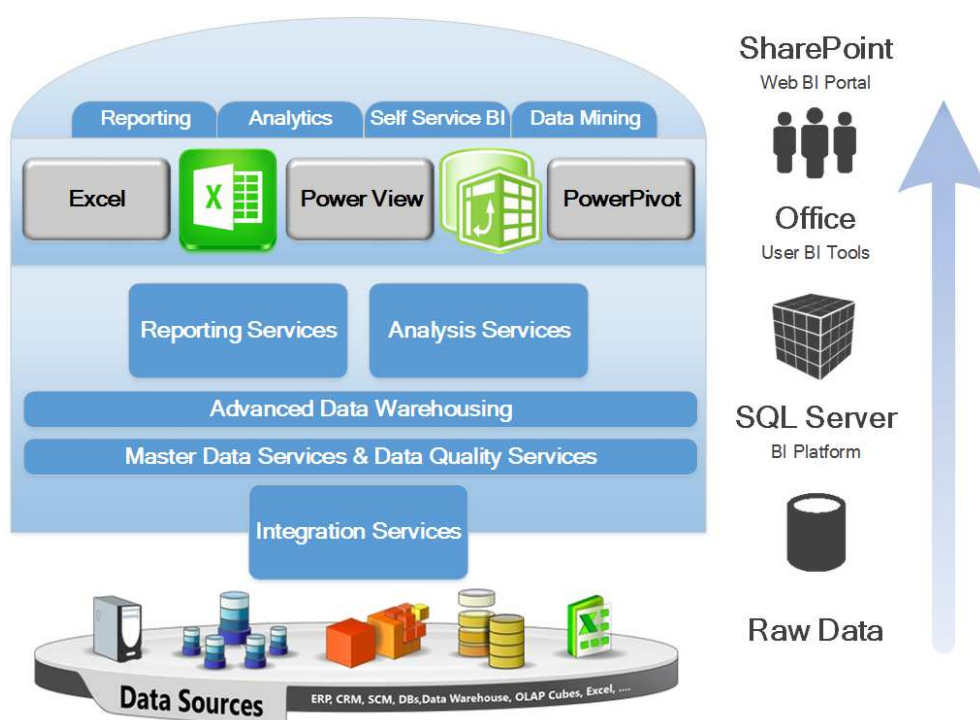 SharePoint
Web BI Portal
Reporting
Analytics
Self Service BI
Data Mining
Excel
X
Power View
PowerPivot
Office
User BI Tools
Reporting Services
Analysis Services
Advanced Data Warehousing
SQL Server
BI Platform
Master Data Services & Data Quality Services
Integration Services
Raw Data
Data Sources
ERP, CRM, SCM, DBs,Data Warehouse, OLAP Cubes, Excel, ....